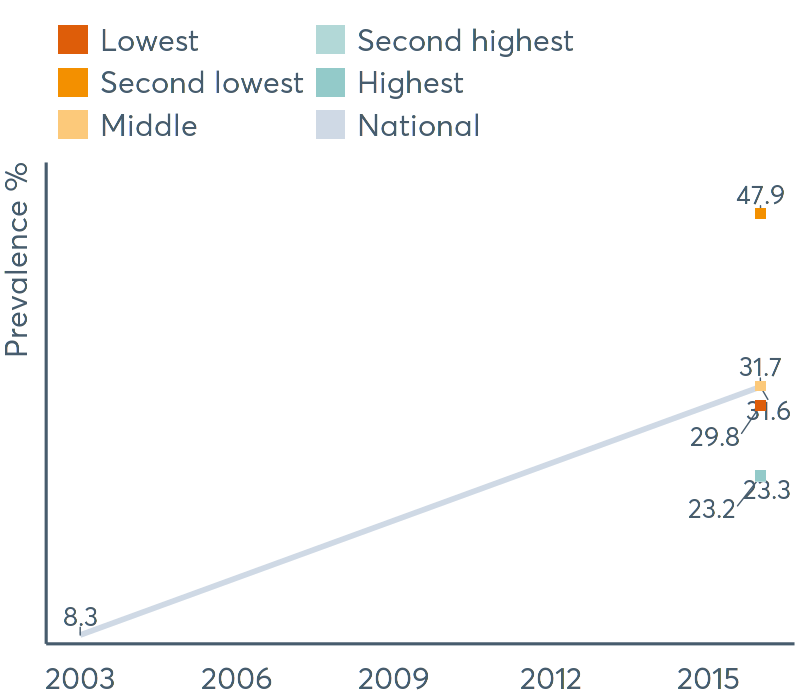 Lowest
Second lowest
Middle
Second highest
Highest
National
Prevalence %
47.9
31.7
31.6
29.8
23.3
23.2
8.3
2003 2006 2009 2012 2015